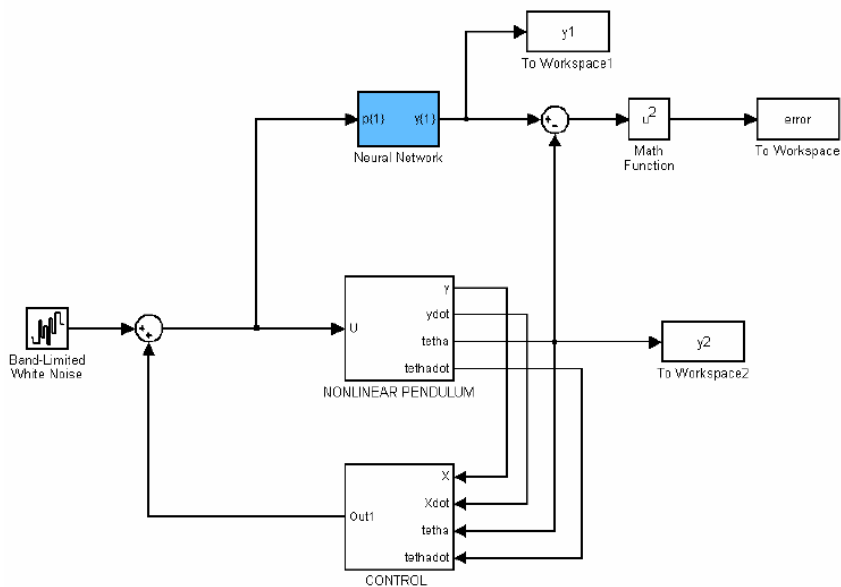 y1
To Workspace1
p{1} y{1}
Neural Network
+
-
u2
Math
Function
error
To Workspace
Band-Limited
White Noise
+
+
U
Y
ydot
tetha
tethadot
NONLINEAR PENDULUM
y2
To Workspace2
Out1
X
Xdot
tetha
tethadot
CONTROL